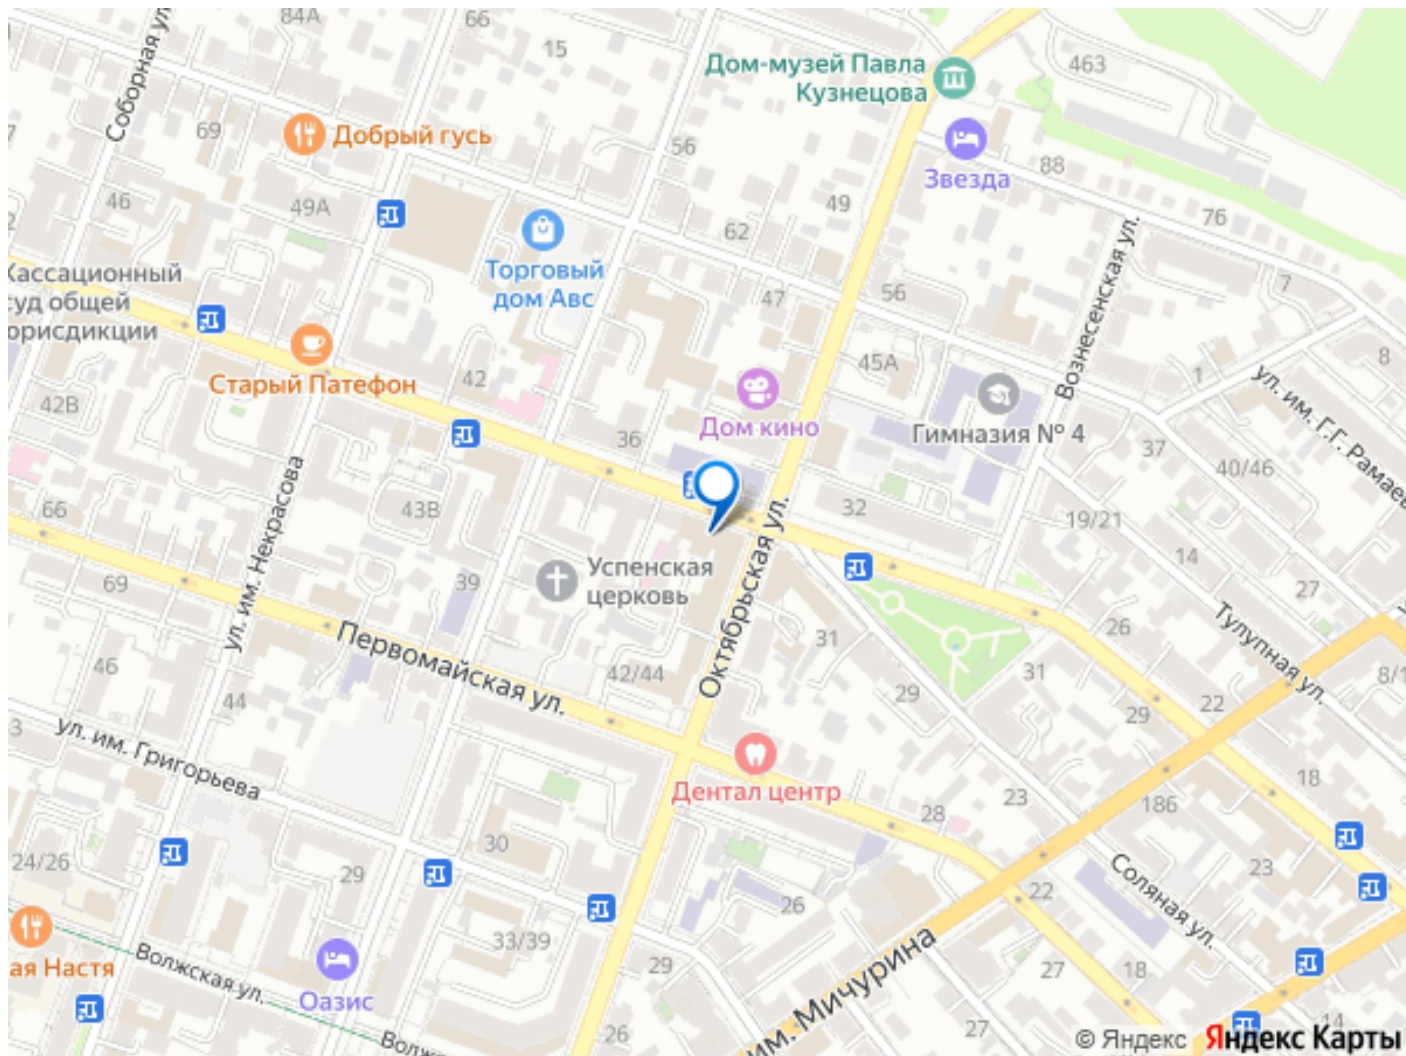 84А
66
15
Соборная ул
Дом-музей Павла
Кузнецова
463
69
Добрый гусь
56
Звезда
88
46
49А
49
76
62
Вознесенская ул.
Кассационный
суд общей
юрисдикции
Торговый
дом Авс
47
56
7
Старый Патефон
42
45А
1
8
42В
Дом кино
Гимназия № 4
ул. им. Г.Г. Рамаев
36
37
40/46
66
ул. им. Некрасова
43В
32
19/21
14
69
39
Успенская
церковь
Октябрьская ул.
27
Первомайская ул.
31
26
Тулупная ул.
46
42/44
31
8/1
44
29
22
29
3
ул. им. Григорьева
Дентал центр
23
18
28
186
24/26
29
30
22
23
Соляная ул.
26
33/39
ая Настя
Волжская ул.
Оазис
29
27
18
им. Мичурина
26
27
14
Волжс
© Яндекс Яндекс Карты